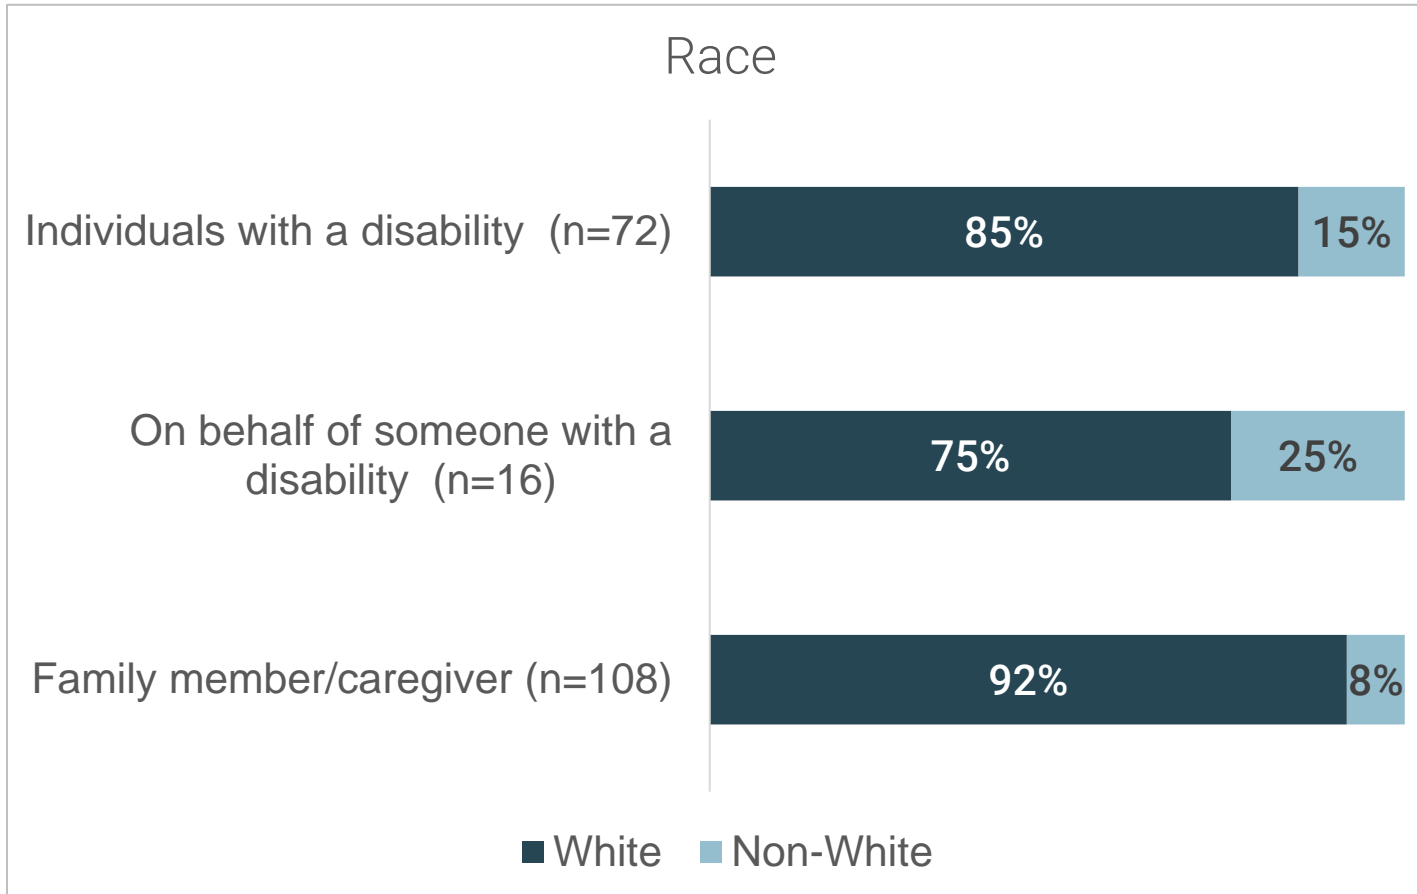 Race
Individuals with a disability  (n=72)
85%
15%
On behalf of someone with a
disability  (n=16)
75%
25%
Family member/caregiver (n=108)
92%
8%
White
Non-White